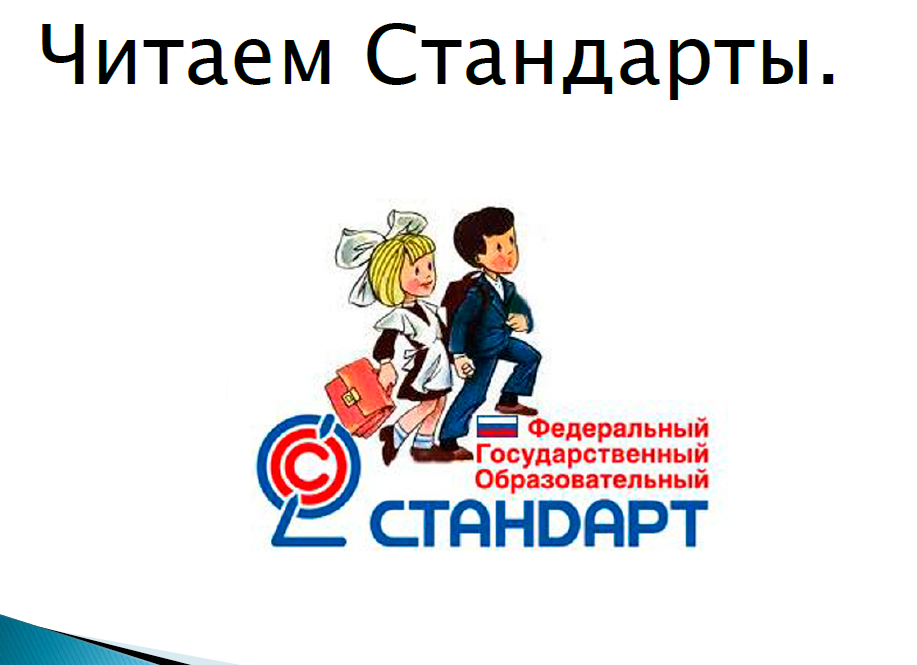 Читаем Стандарты.
Федеральный
Государственный
Образовательный
СТАНДАРТ